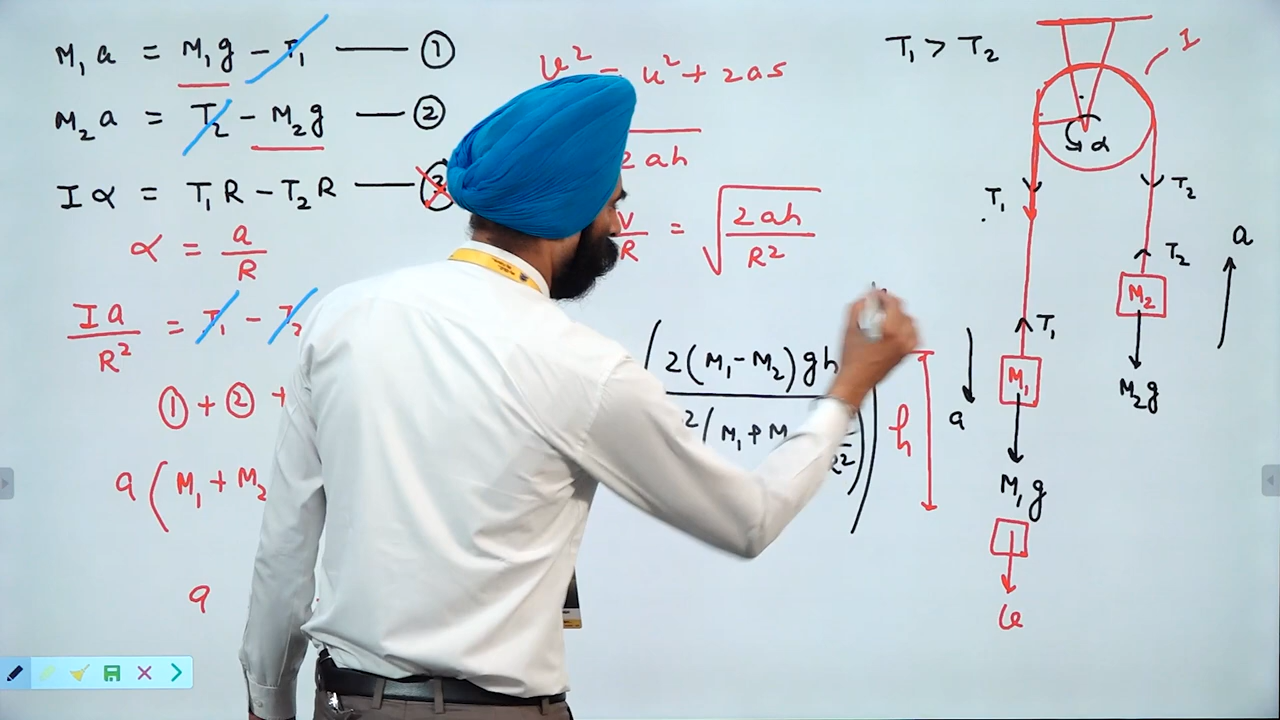 M₁a = M₁g - T₁ — ①
M₂a = T₂ - M₂g — ②
Iα = T₁R - T₂R —
α = a/R
Ia/R² = T₁ - T₂
① + ② +
a(M₁ + M₂
a
u² + 2as
2ah
V/R = √(2ah/R²)
2(M₁-M₂)gh
²(M₁+M
R²
h
T₁ > T₂
I
α
T₁
T₂
T₂
a
M₂
M₂g
T₁
M₁
a
M₁g